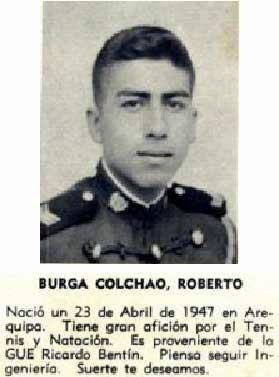 BURGA COLCHAO, ROBERTO
Nació un 23 de Abril de 1947 en Are-
quipa. Tiene gran afición por el Ten-
nis y Natación. Es proveniente de la
GUE Ricardo Bentín. Piensa seguir In-
geniería. Suerte te deseamos.